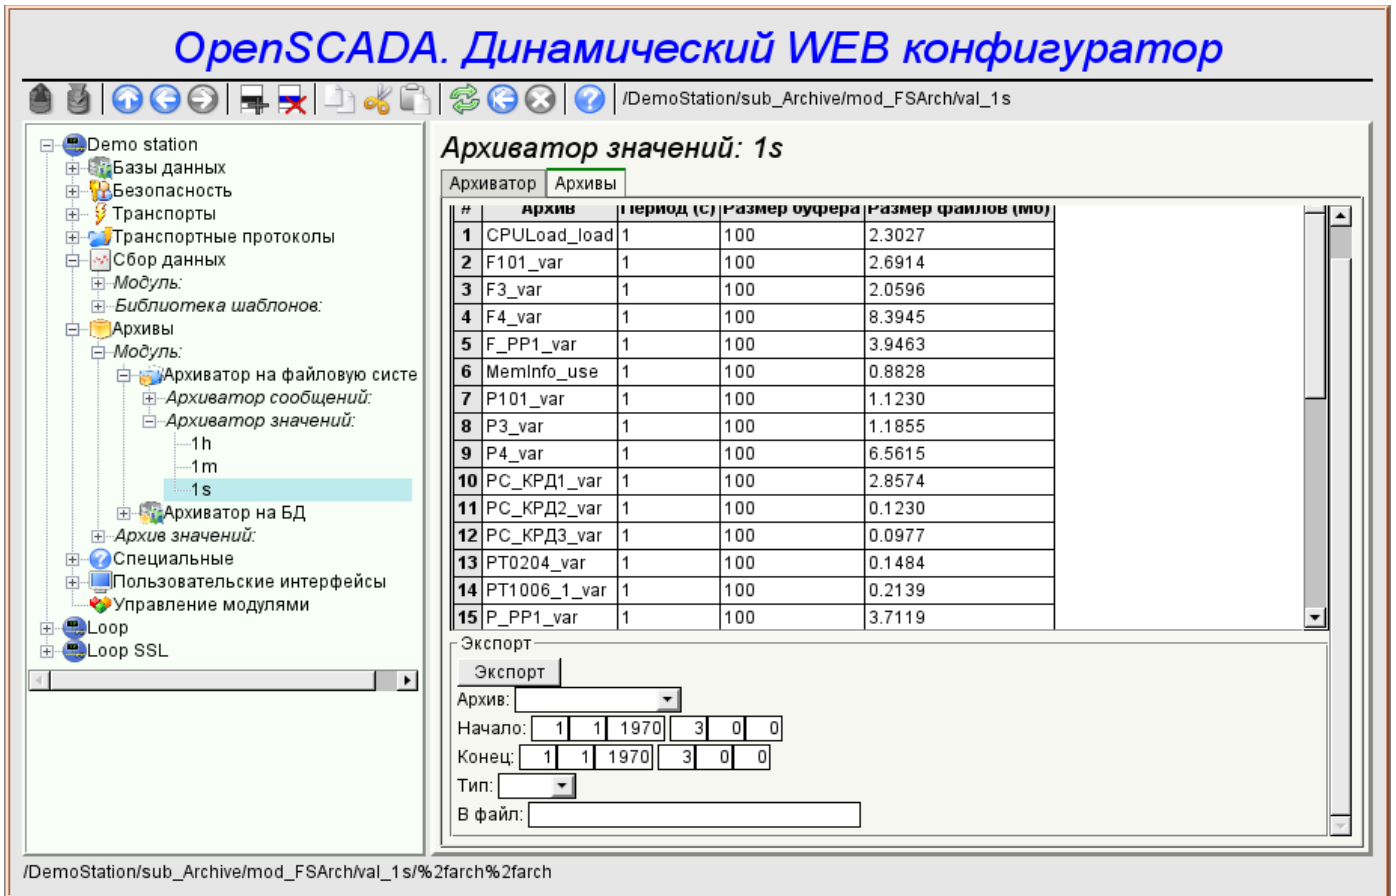 OpenSCADA. Динамический WEB конфигуратор
/DemoStation/sub_Archive/mod_FSArch/val_1s
Demo station
Базы данных
Безопасность
Транспорты
Транспортные протоколы
Сбор данных
Модуль:
Библиотека шаблонов:
Архивы
Модуль:
Архиватор на файловую систе
Архиватор сообщений:
Архиватор значений:
1h
1m
1s
Архиватор на БД
Архив значений:
Специальные
Пользовательские интерфейсы
Управление модулями
Loop
Loop SSL
Архиватор значений: 1s
Архиватор Архивы
# Архив Период (с) Размер буфера Размер файлов (Мб)
1 CPULoad_load 1 100 2.3027
2 F101_var 1 100 2.6914
3 F3_var 1 100 2.0596
4 F4_var 1 100 8.3945
5 F_PP1_var 1 100 3.9463
6 MemInfo_use 1 100 0.8828
7 P101_var 1 100 1.1230
8 P3_var 1 100 1.1855
9 P4_var 1 100 6.5615
10 PC_КРД1_var 1 100 2.8574
11 PC_КРД2_var 1 100 0.1230
12 PC_КРД3_var 1 100 0.0977
13 PT0204_var 1 100 0.1484
14 PT1006_1_var 1 100 0.2139
15 P_PP1_var 1 100 3.7119
Экспорт
Экспорт
Архив:
Начало: 1 1 1970 3 0 0
Конец: 1 1 1970 3 0 0
Тип:
В файл:
/DemoStation/sub_Archive/mod_FSArch/val_1s/%2farch%2farch